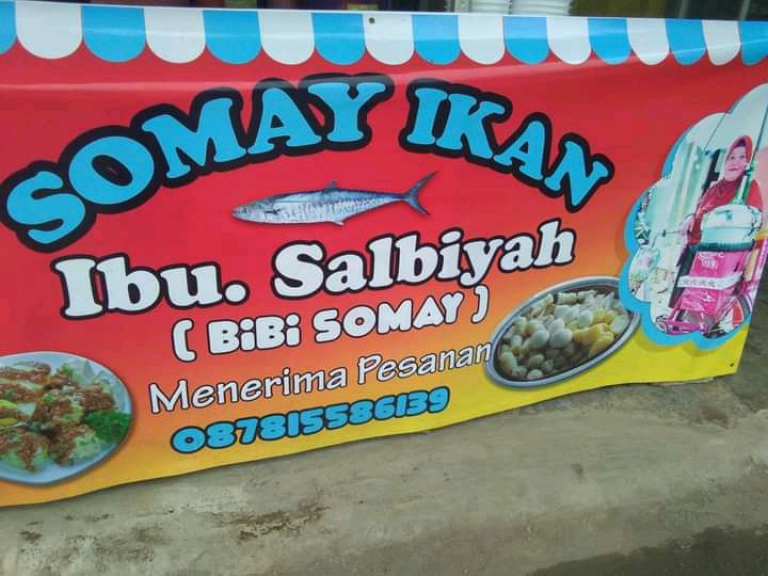 SOMAY IKAN
Ibu. Salbiyah
( BiBi SOMAY )
Menerima Pesanan
087815586139